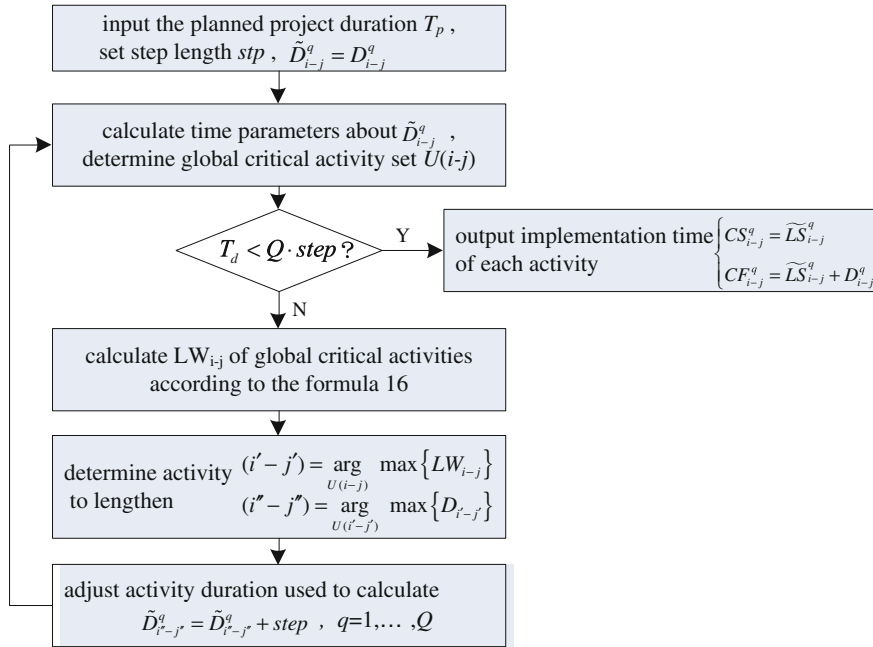 input the planned project duration T_p ,
set step length stp , D̃^q_{i-j} = D^q_{i-j}
calculate time parameters about D̃^q_{i-j} ,
determine global critical activity set U(i-j)
T_d < Q · step ?
Y
output implementation time
of each activity
{ CS^q_{i-j} = L̃S^q_{i-j}
CF^q_{i-j} = L̃S^q_{i-j} + D^q_{i-j}
N
calculate LW_{i-j} of global critical activities
according to the formula 16
determine activity
to lengthen
(i′ − j′) = arg max{LW_{i-j}}
U(i-j)
(i″ − j″) = arg max{D_{i′-j′}}
U(i′-j′)
adjust activity duration used to calculate
D̃^q_{i″-j″} = D̃^q_{i″-j″} + step , q=1,… ,Q